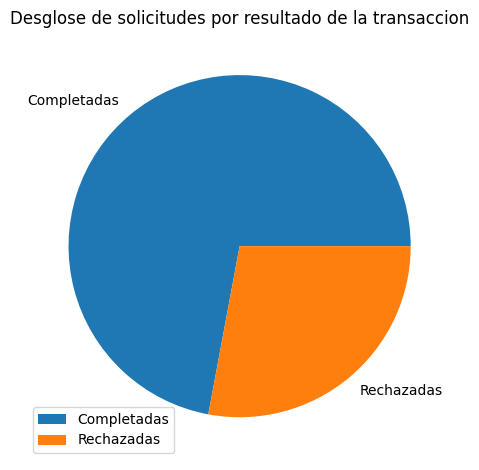 Desglose de solicitudes por resultado de la transaccion
Completadas
Rechazadas
Completadas
Rechazadas